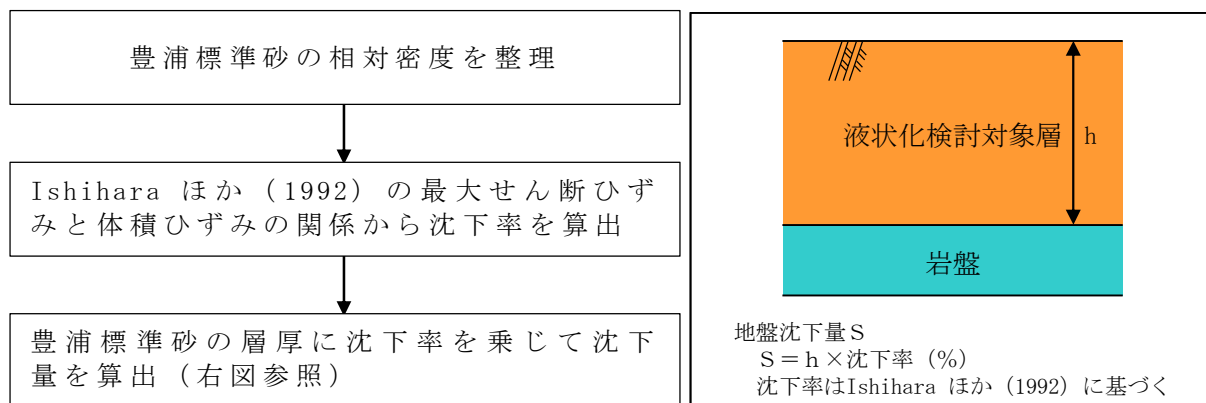 豊浦標準砂の相対密度を整理
Ishihara ほか（1992）の最大せん断ひず
みと体積ひずみの関係から沈下率を算出
豊浦標準砂の層厚に沈下率を乗じて沈下
量を算出（右図参照）
液状化検討対象層
h
岩盤
地盤沈下量Ｓ
Ｓ＝ｈ×沈下率（%）
沈下率はIshihara ほか（1992）に基づく